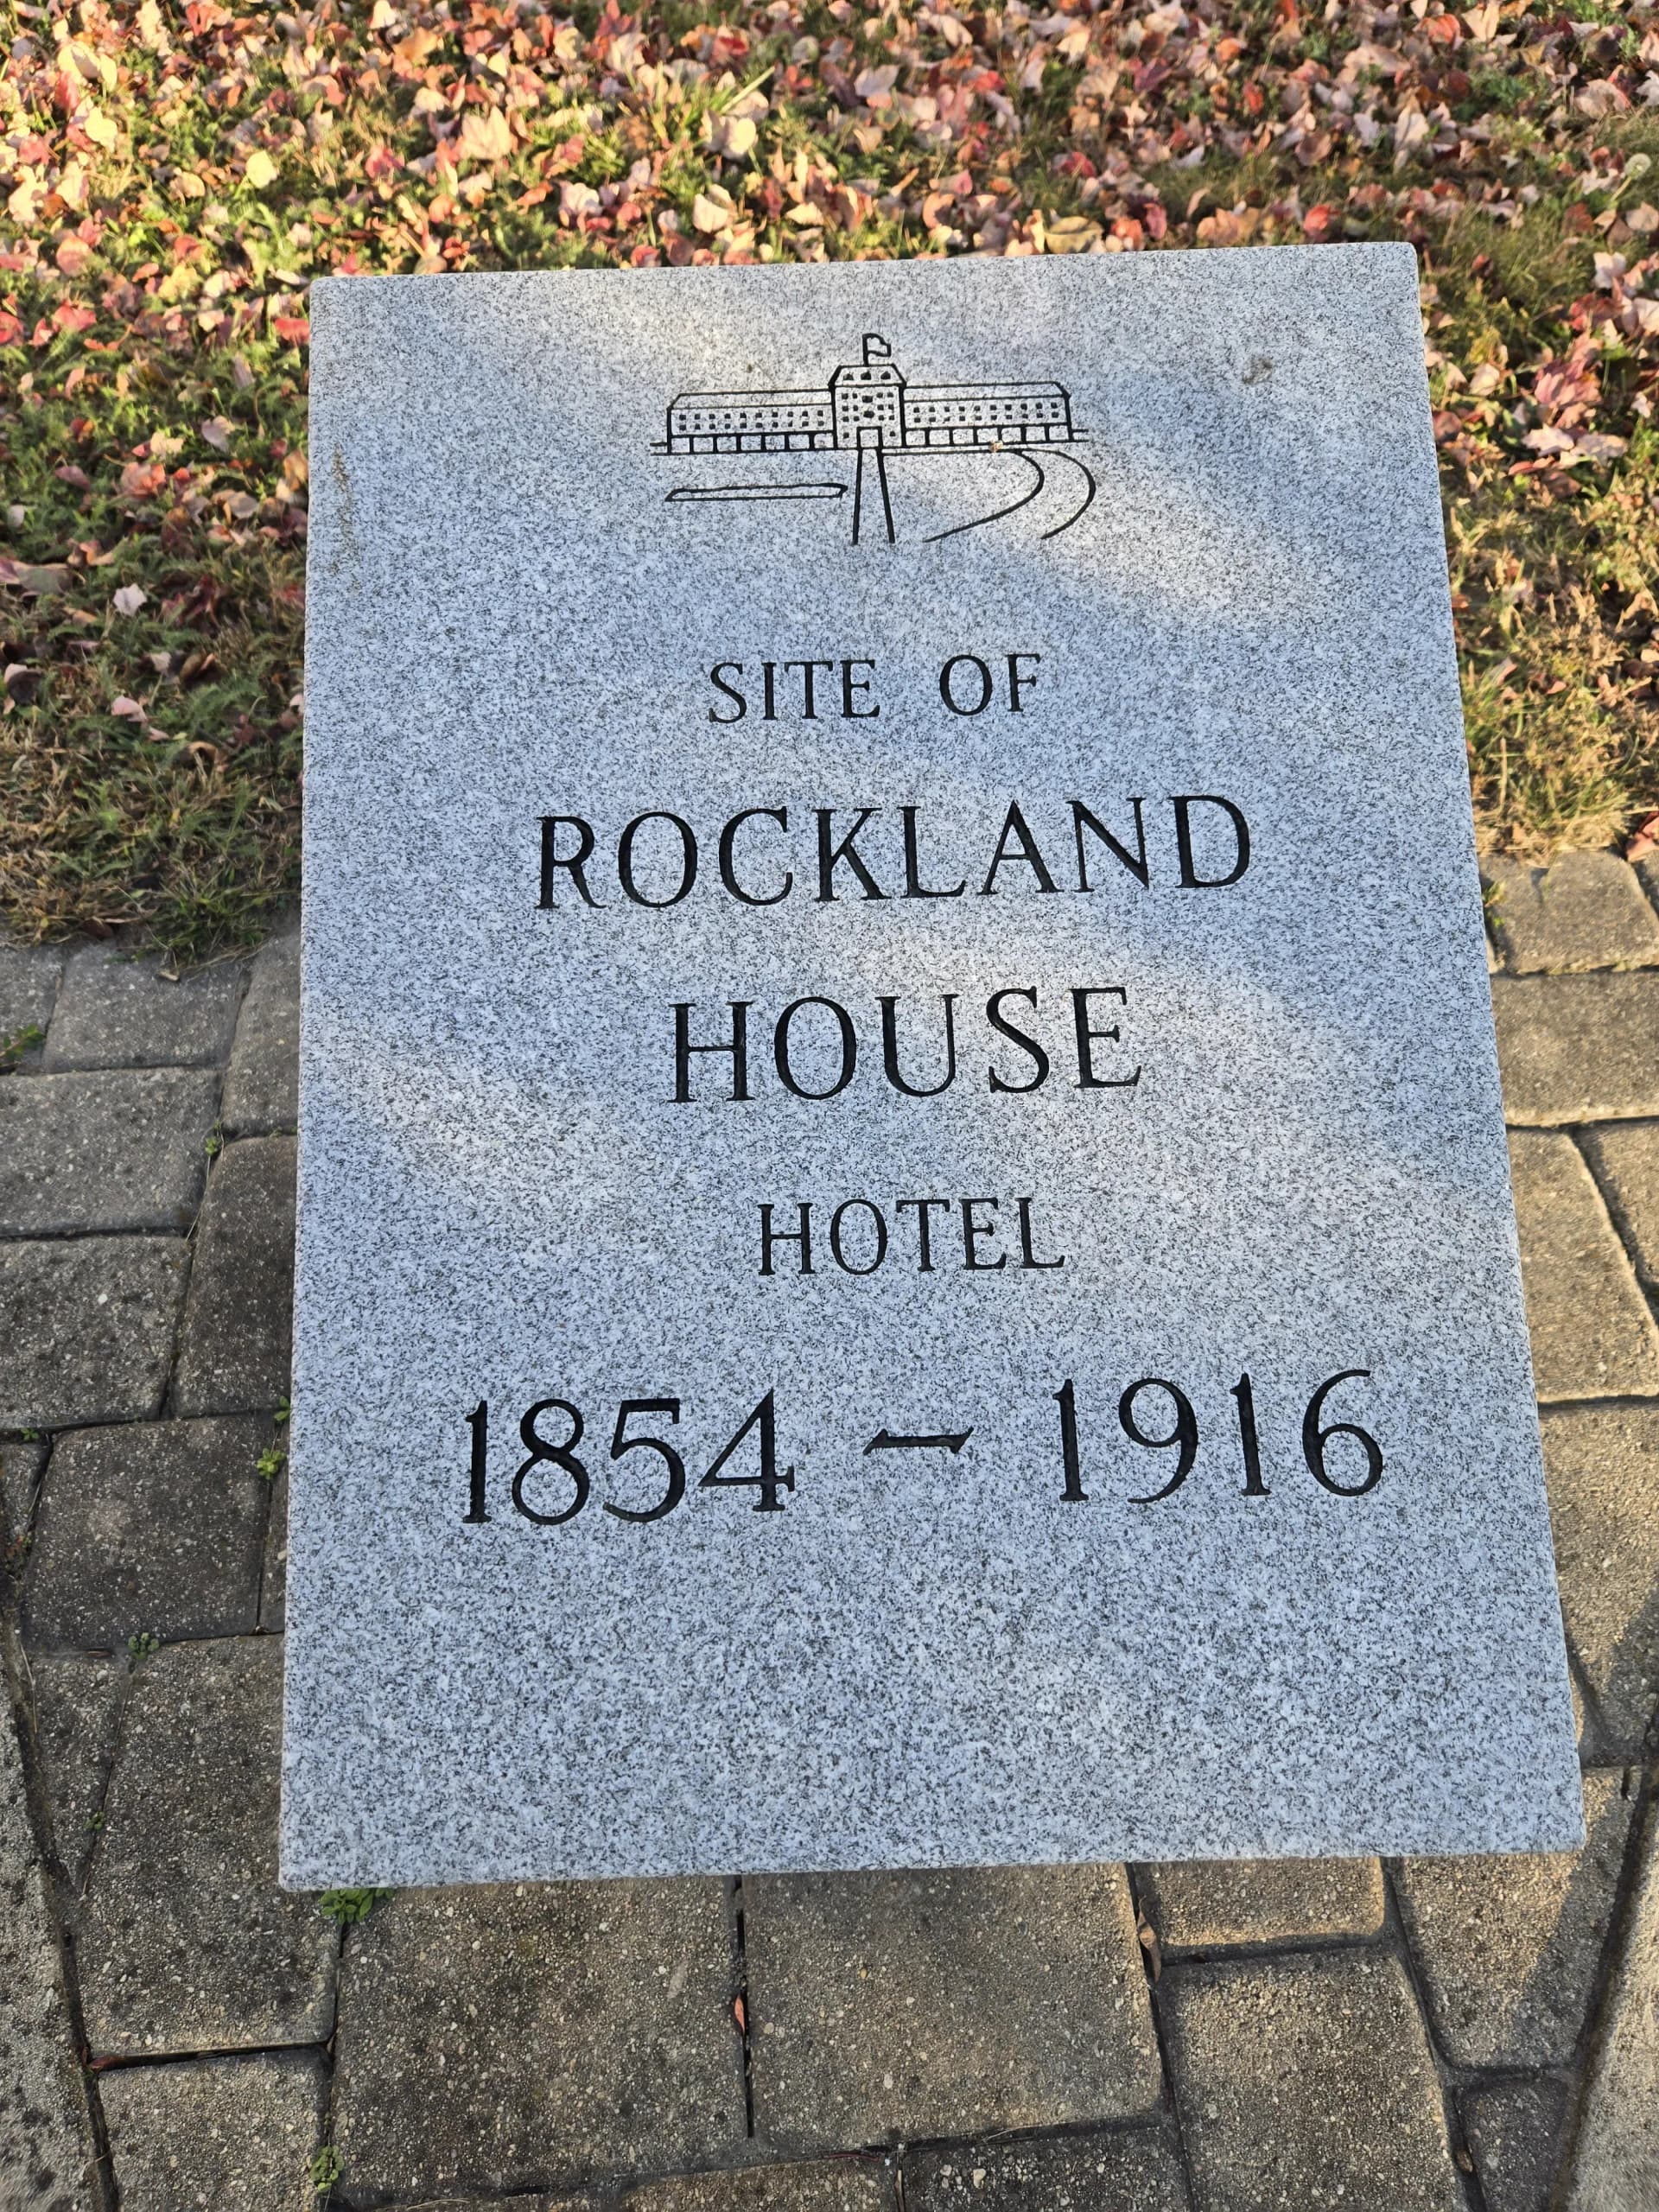 SITE OF
ROCKLAND
HOUSE
HOTEL
1854 – 1916